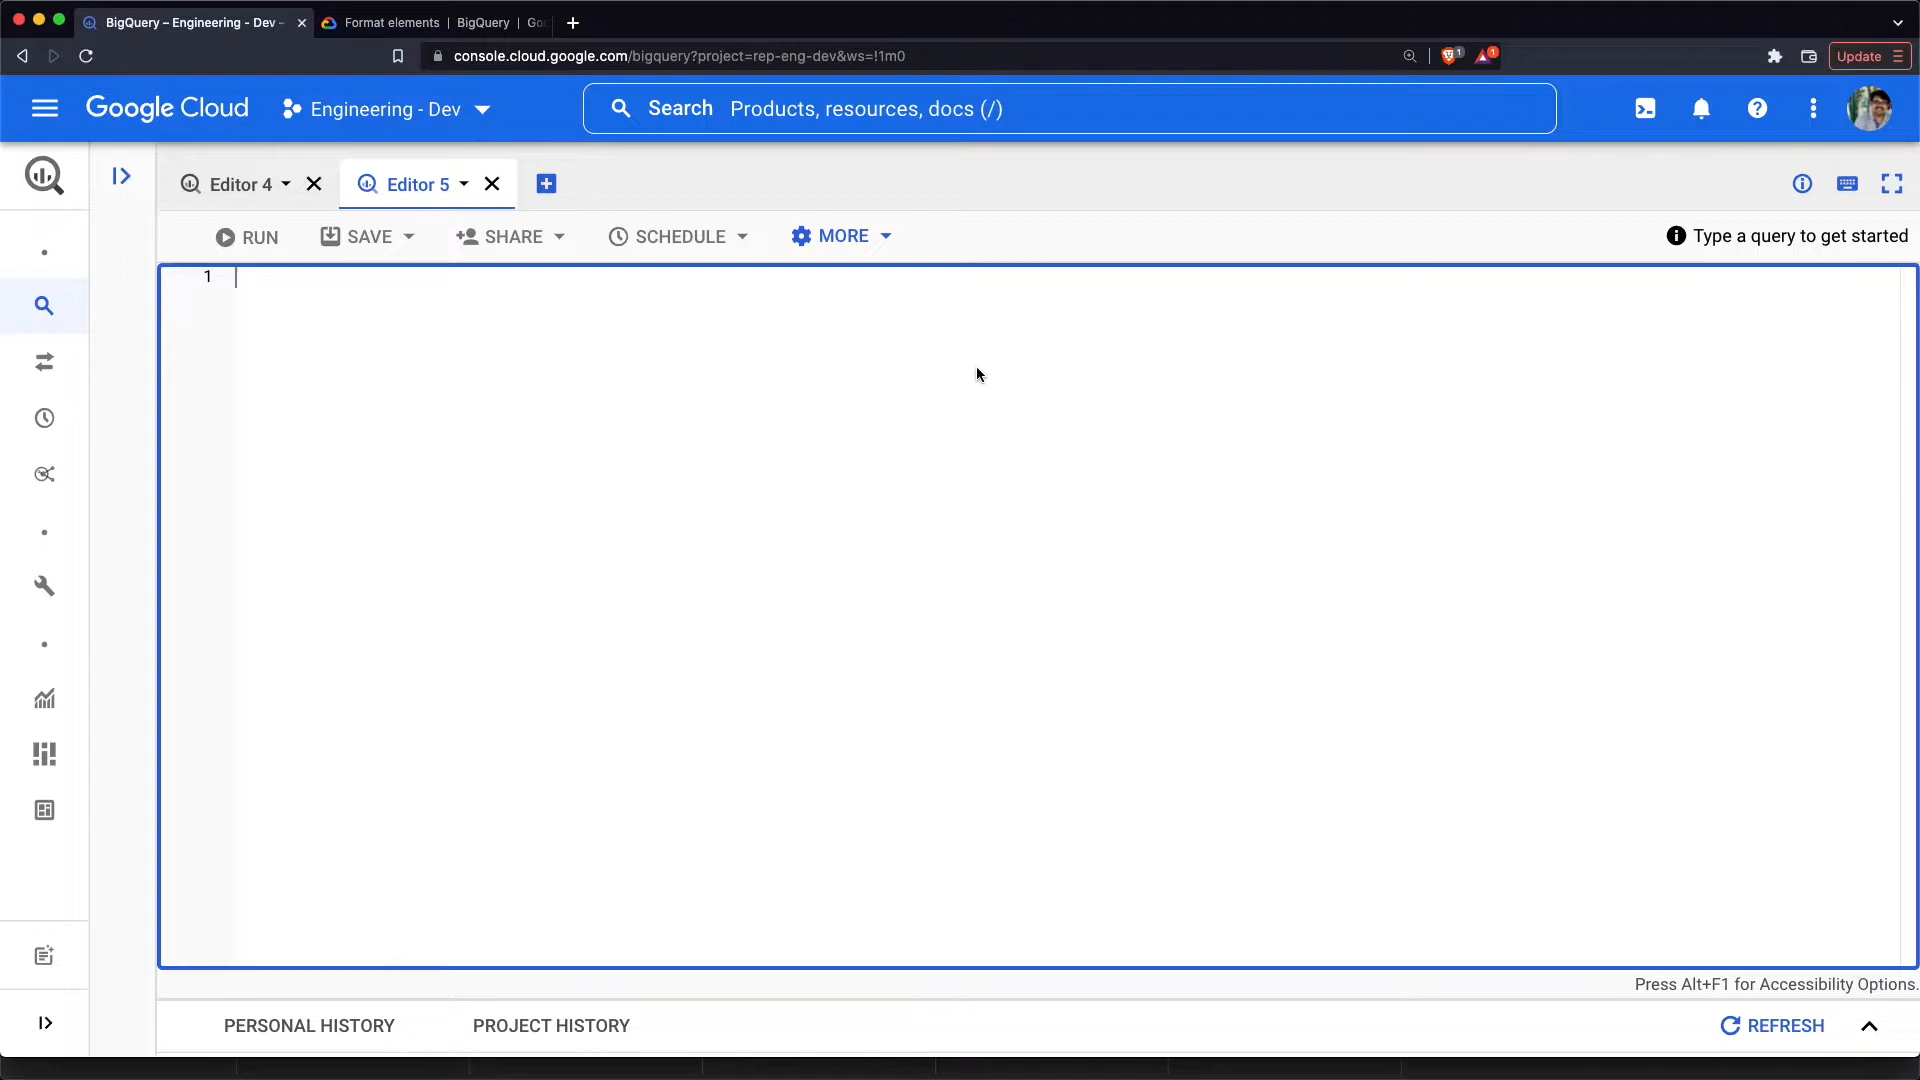 BigQuery – Engineering - Dev -
Format elements | BigQuery | Go
console.cloud.google.com/bigquery?project=rep-eng-dev&ws=!1m0
1
1
Update
Google Cloud
Engineering - Dev
Search Products, resources, docs (/)
Editor 4
Editor 5
RUN
SAVE
SHARE
SCHEDULE
MORE
Type a query to get started
1
Press Alt+F1 for Accessibility Options.
PERSONAL HISTORY
PROJECT HISTORY
REFRESH